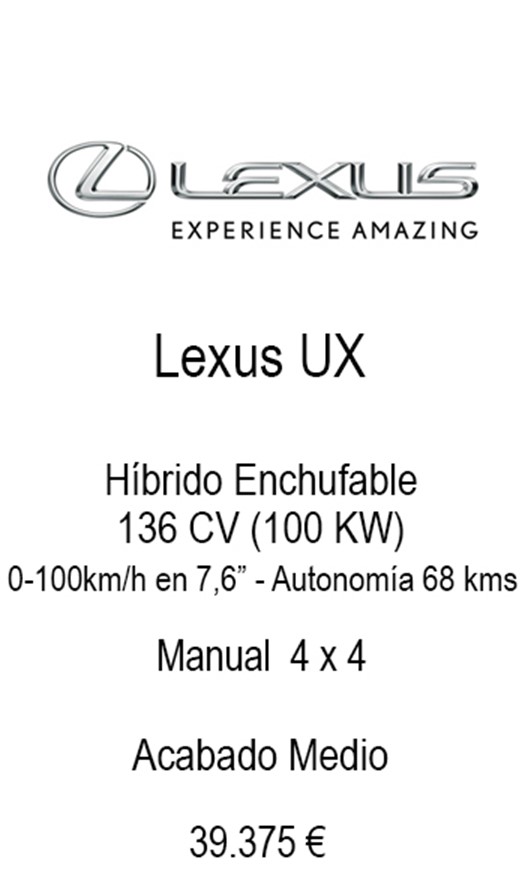 LEXUS
EXPERIENCE AMAZING
Lexus UX
Híbrido Enchufable
136 CV (100 KW)
0-100km/h en 7,6” - Autonomía 68 kms
Manual 4 x 4
Acabado Medio
39.375 €